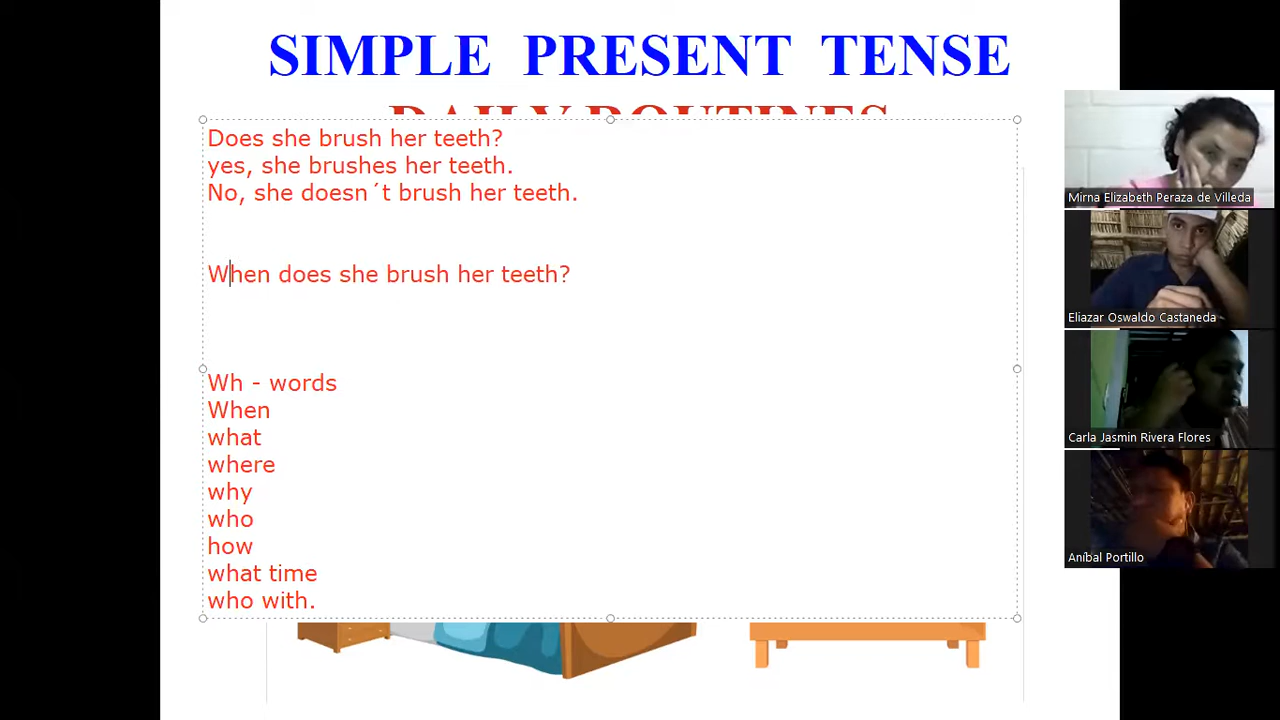 SIMPLE PRESENT TENSE
DAILY ROUTINES
Does she brush her teeth?
yes, she brushes her teeth.
No, she doesn´t brush her teeth.
When does she brush her teeth?
Wh - words
When
what
where
why
who
how
what time
who with.
Mirna Elizabeth Peraza de Villeda
Eliazar Oswaldo Castaneda
Carla Jasmin Rivera Flores
Aníbal Portillo